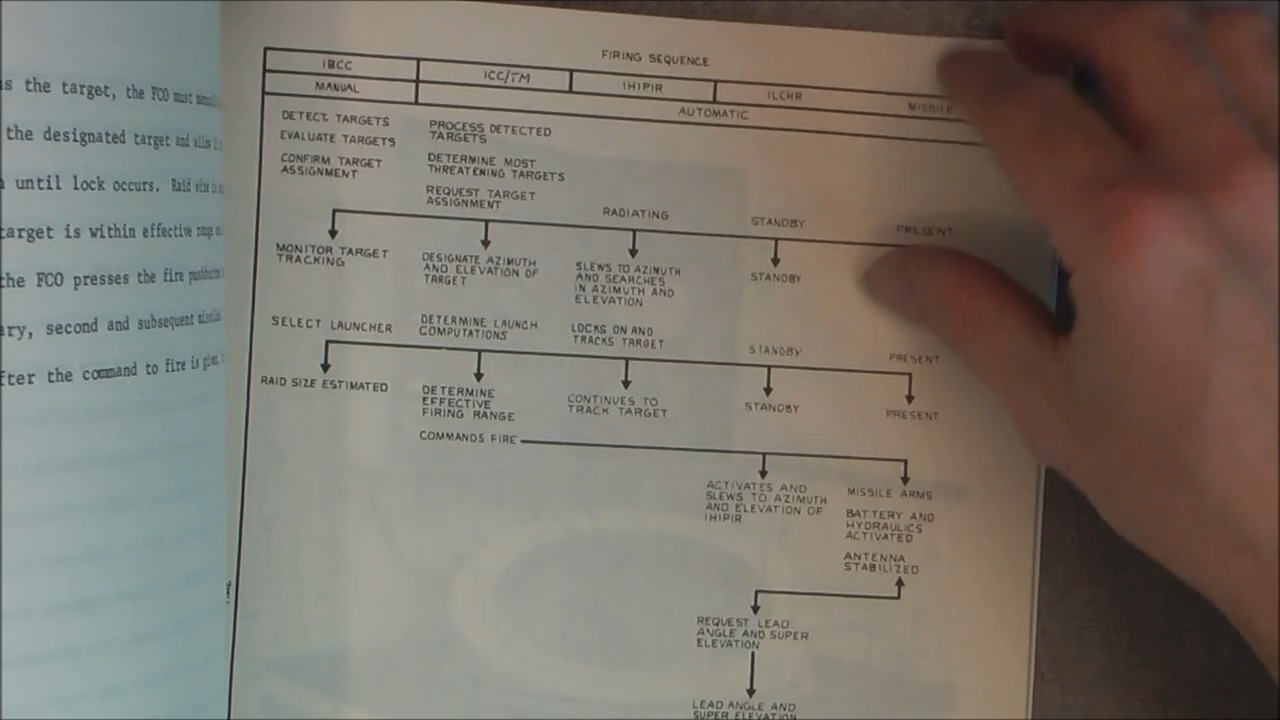 s the target, the FCO must
the designated target and
until lock occurs. Raid size is
target is within effective range
the FCO presses the fire pushbutton
ary, second and subsequent
fter the command to fire is
FIRING SEQUENCE
IBCC
ICC/TM
IHIPIR
ILCHR
MISSILE
MANUAL
AUTOMATIC
DETECT TARGETS
EVALUATE TARGETS
CONFIRM TARGET
ASSIGNMENT
PROCESS DETECTED
TARGETS
DETERMINE MOST
THREATENING TARGETS
REQUEST TARGET
ASSIGNMENT
RADIATING
STANDBY
PRESENT
MONITOR TARGET
TRACKING
DESIGNATE AZIMUTH
AND ELEVATION OF
TARGET
SLEWS TO AZIMUTH
AND SEARCHES
IN AZIMUTH AND
ELEVATION
STANDBY
SELECT LAUNCHER
DETERMINE LAUNCH
COMPUTATIONS
LOCKS ON AND
TRACKS TARGET
STANDBY
PRESENT
RAID SIZE ESTIMATED
DETERMINE
EFFECTIVE
FIRING RANGE
CONTINUES TO
TRACK TARGET
STANDBY
PRESENT
COMMANDS FIRE
ACTIVATES AND
SLEWS TO AZIMUTH
AND ELEVATION OF
IHIPIR
MISSILE ARMS
BATTERY AND
HYDRAULICS
ACTIVATED
ANTENNA
STABILIZED
REQUEST LEAD
ANGLE AND SUPER
ELEVATION
LEAD ANGLE AND
SUPER ELEVATION